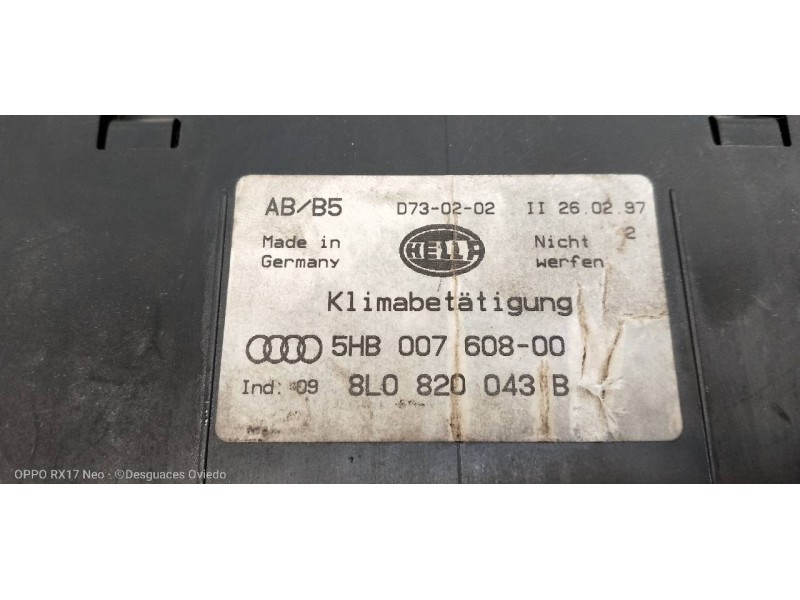 AB/B5 D73-02-02 II 26.02.97
Made in Germany HELLA Nicht werfen 2
Klimabetätigung
5HB 007 608-00
Ind: 09 8L0 820 043 B
OPPO RX17 Neo - ©Desguaces Oviedo